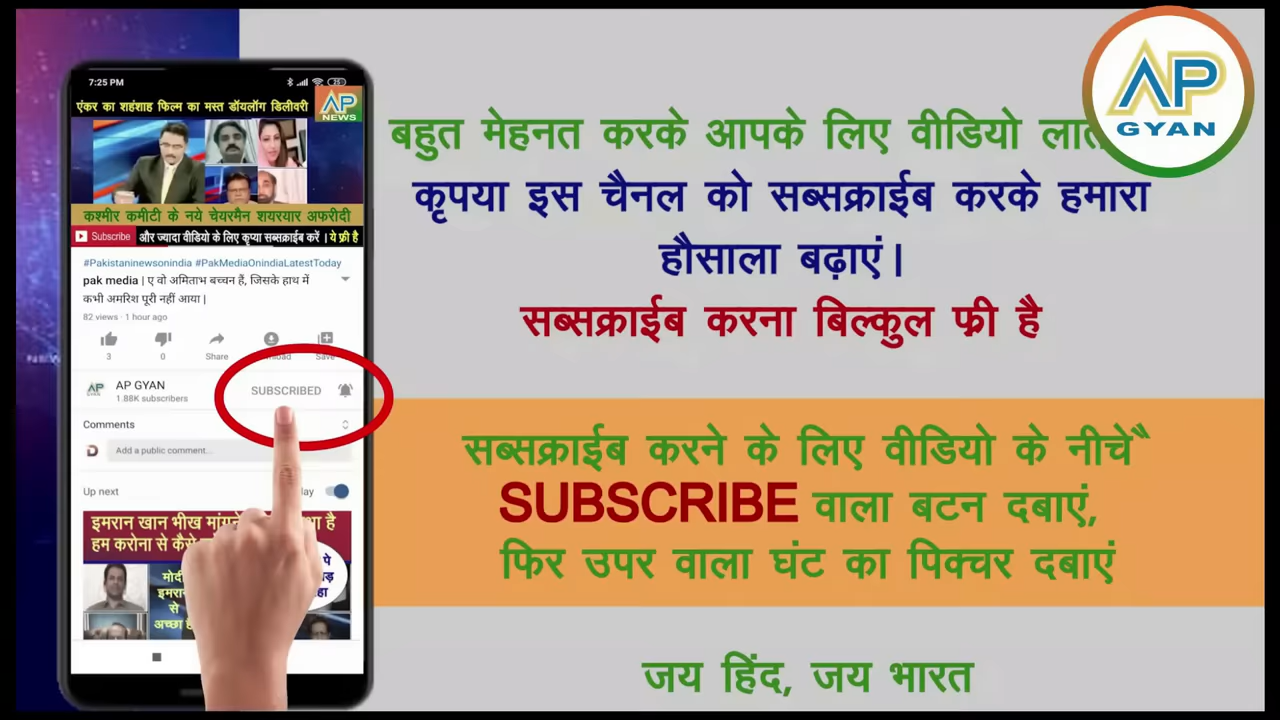 7:25 PM
एंकर का शहंशाह फिल्म का मस्त डॉयलॉग डिलीवरी
AP
NEWS
कश्मीर कमीटी के नये चेयरमैन शयरयार अफरीदी
Subscribe और ज्यादा वीडियो के लिए कृप्या सब्सक्राईब करें । ये फ्री है
#Pakistaninewsonindia #PakMediaOnindiaLatestToday
pak media | ए वो अमिताभ बच्चन हैं, जिसके हाथ में
कभी अमरिश पूरी नहीं आया |
82 views · 1 hour ago
3 0 Share Save
AP GYAN
1.88K subscribers
SUBSCRIBED
Comments
Add a public comment...
Up next
इमरान खान भीख है
हम करोना से
मोदी
से
अच्छा
AP
GYAN
बहुत मेहनत करके आपके लिए वीडियो
कृपया इस चैनल को सब्सक्राईब करके हमारा
हौसाला बढ़ाएं|
सब्सक्राईब करना बिल्कुल फ्री है
सब्सक्राईब करने के लिए वीडियो के नीचेै
SUBSCRIBE वाला बटन दबाएं,
फिर उपर वाला घंट का पिक्चर दबाएं
जय हिंद, जय भारत